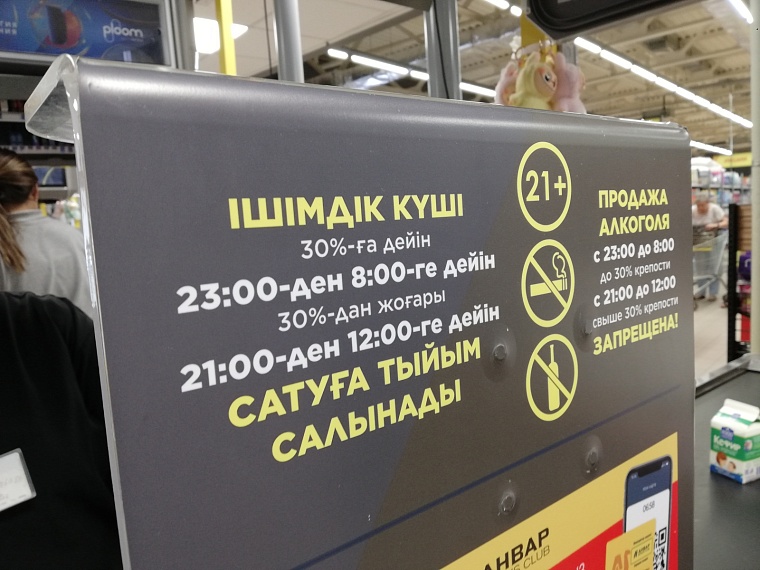 ploom
ІШІМДІК КҮШІ
30%-ға дейін
23:00-ден 8:00-ге дейін
30%-дан жоғары
21:00-ден 12:00-ге дейін
САТУҒА ТЫЙЫМ
САЛЫНАДЫ
21+
ПРОДАЖА
АЛКОГОЛЯ
с 23:00 до 8:00
до 30% крепости
с 21:00 до 12:00
свыше 30% крепости
ЗАПРЕЩЕНА!
Кефир
АНВАР
CLUB